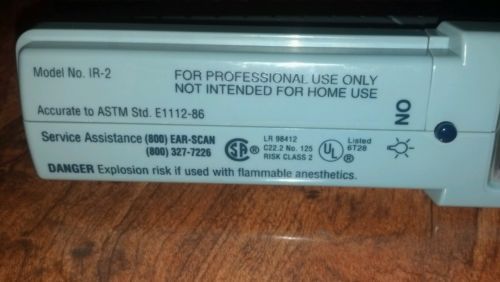 Model No. IR-2
FOR PROFESSIONAL USE ONLY
NOT INTENDED FOR HOME USE
Accurate to ASTM Std. E1112-86
ON
Service Assistance (800) EAR-SCAN
(800) 327-7226
SA
LR 98412
C22.2 No. 125
RISK CLASS 2
UL
Listed
6T28
DANGER Explosion risk if used with flammable anesthetics.